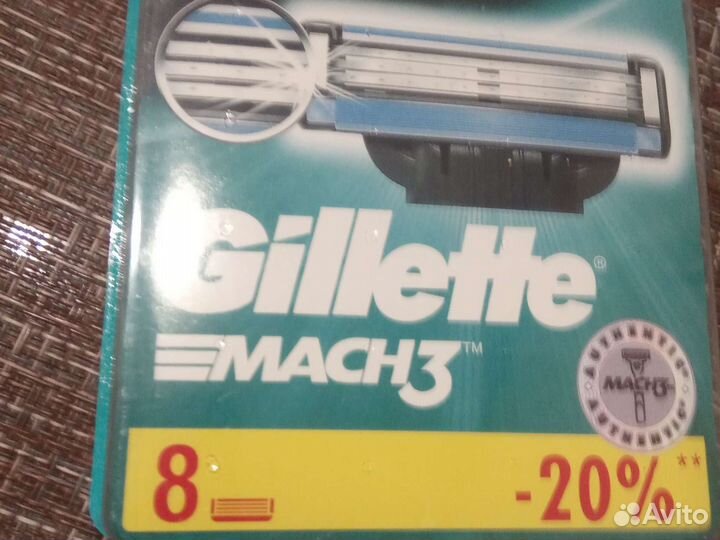 Gillette®
MACH3™
AUTHENTIC
MACH3
AUTHENTIC
8 -20%**
Avito